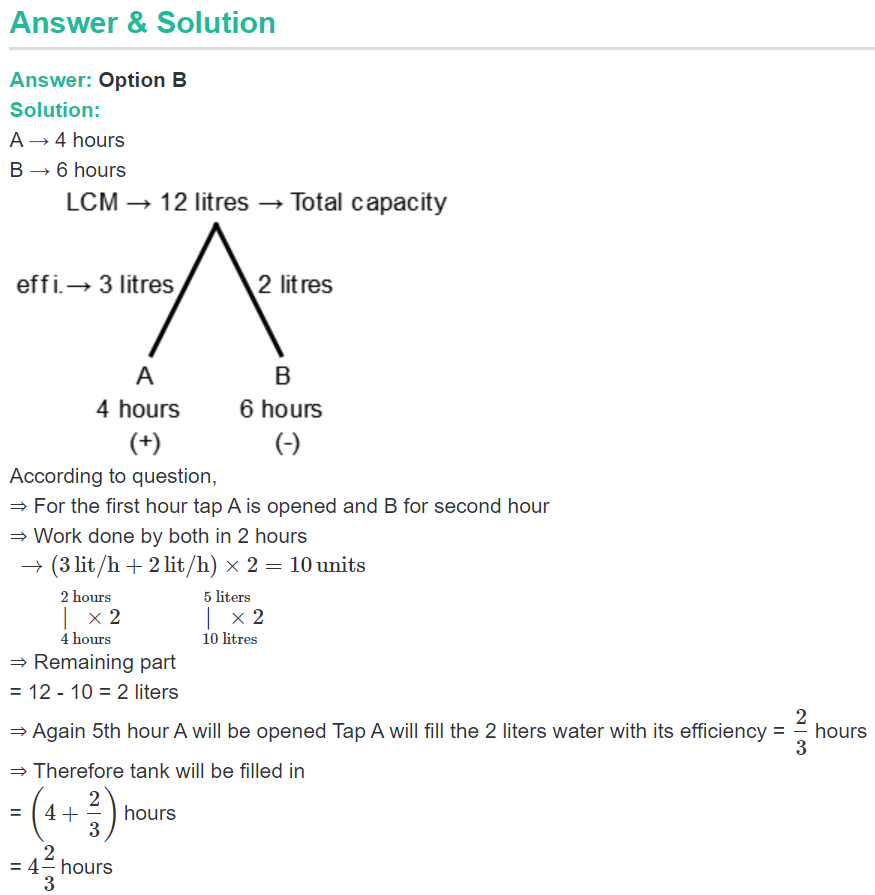 Answer & Solution
Answer: Option B
Solution:
A → 4 hours
B → 6 hours
LCM → 12 litres → Total capacity
effi.→ 3 litres 2 litres
A B
4 hours 6 hours
(+) (-)
According to question,
⇒ For the first hour tap A is opened and B for second hour
⇒ Work done by both in 2 hours
→ (3 lit/h + 2 lit/h) × 2 = 10 units
2 hours 5 liters
| × 2 | × 2
4 hours 10 litres
⇒ Remaining part
= 12 - 10 = 2 liters
⇒ Again 5th hour A will be opened Tap A will fill the 2 liters water with its efficiency = 2/3 hours
⇒ Therefore tank will be filled in
= (4 + 2/3) hours
= 4 2/3 hours